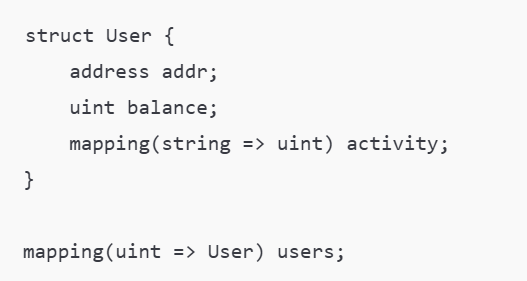 struct User {
    address addr;
    uint balance;
    mapping(string => uint) activity;
}

mapping(uint => User) users;